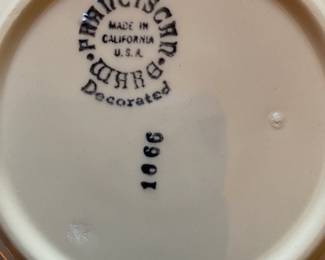 FRANCISCAN
MADE IN
CALIFORNIA
U.S.A.
WARE
Decorated
1066